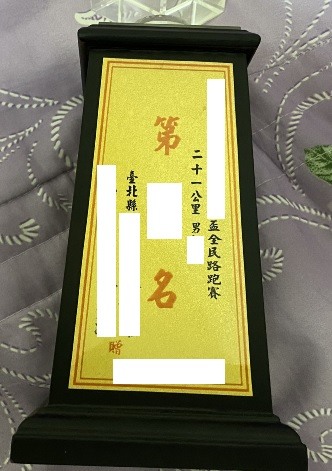 盃全民路跑賽
二十一公里男
第名
臺北縣
贈